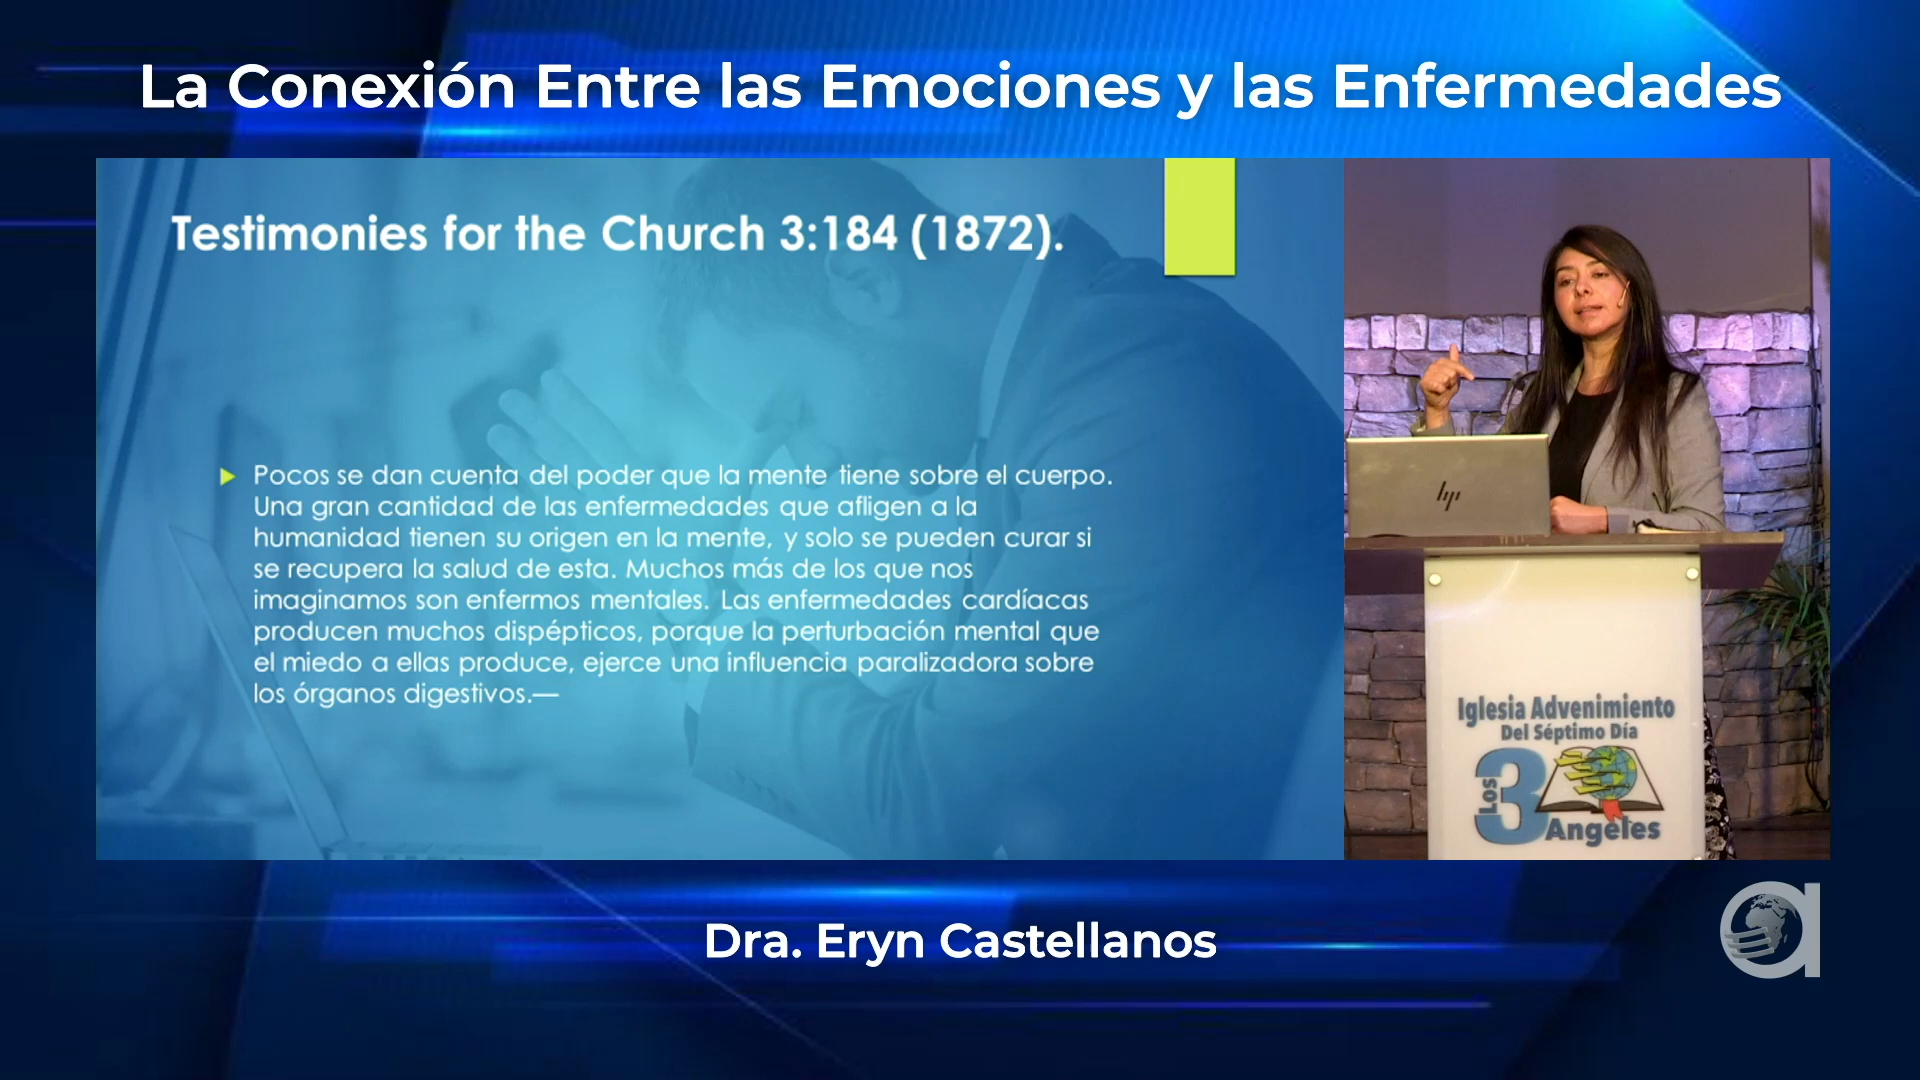 La Conexión Entre las Emociones y las Enfermedades
Testimonies for the Church 3:184 (1872).
Pocos se dan cuenta del poder que la mente tiene sobre el cuerpo.
Una gran cantidad de las enfermedades que afligen a la
humanidad tienen su origen en la mente, y solo se pueden curar si
se recupera la salud de esta. Muchos más de los que nos
imaginamos son enfermos mentales. Las enfermedades cardíacas
producen muchos dispépticos, porque la perturbación mental que
el miedo a ellas produce, ejerce una influencia paralizadora sobre
los órganos digestivos.—
hp
Iglesia Advenimiento
Del Séptimo Día
Los 3
Angeles
Dra. Eryn Castellanos